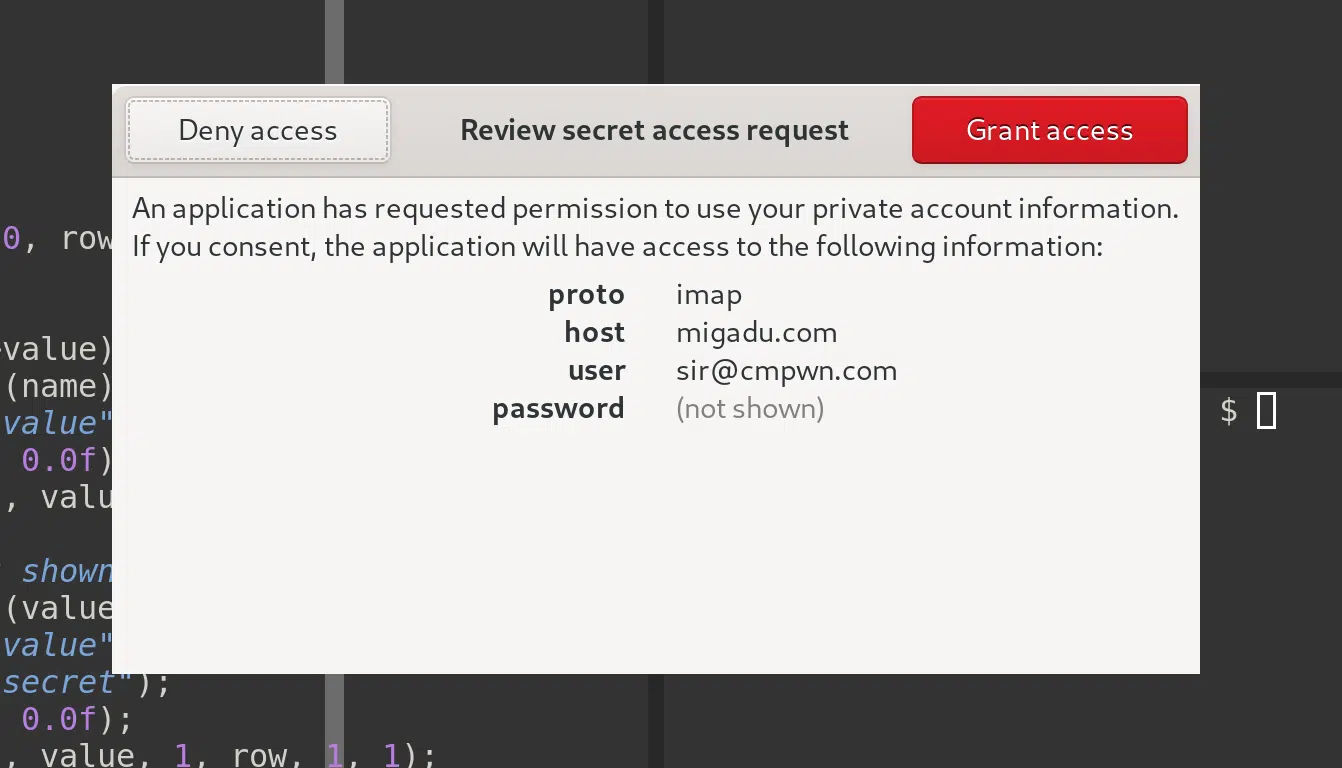 Deny access
Review secret access request
Grant access
An application has requested permission to use your private account information.
If you consent, the application will have access to the following information:
proto imap
host migadu.com
user sir@cmpwn.com
password (not shown)
0, row
value)
(name)
value"
0.0f)
, valu
$
shown
(value
value"
secret");
0.0f);
, value, 1, row, 1, 1);